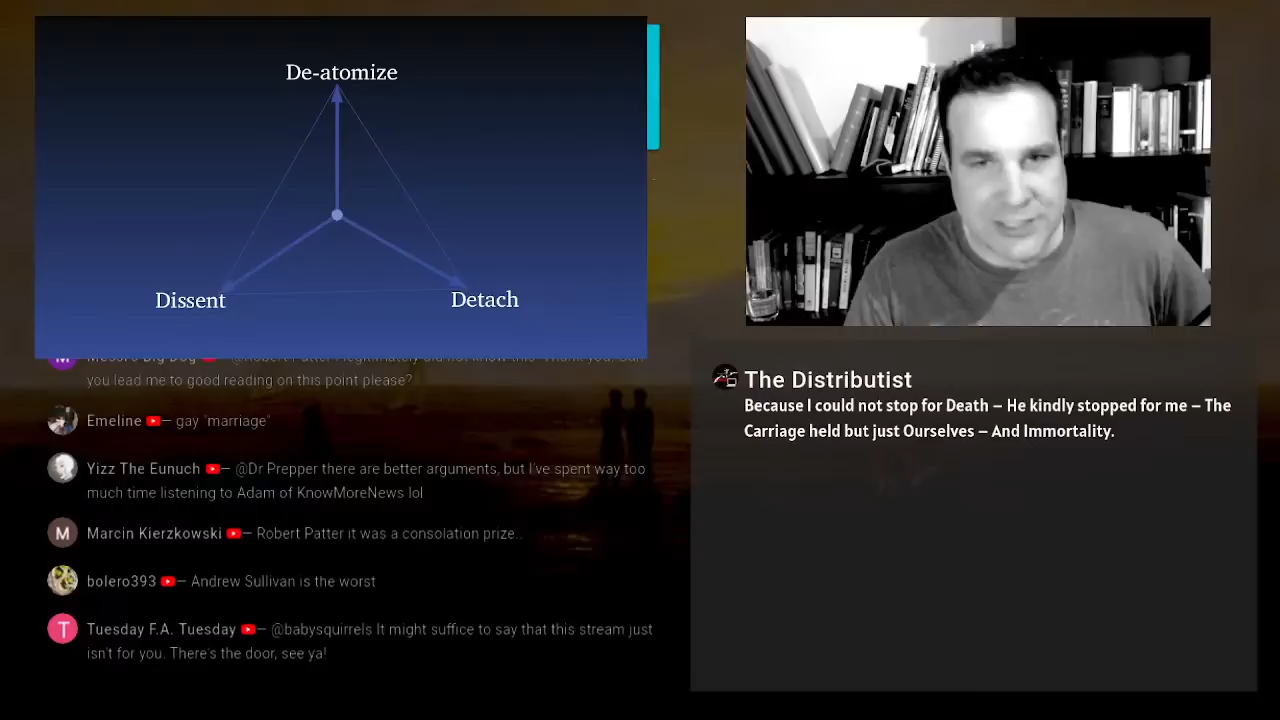 De-atomize
Dissent
Detach
you lead me to good reading on this point please?
Emeline — gay "marriage"
Yizz The Eunuch — @Dr Prepper there are better arguments, but I've spent way too
much time listening to Adam of KnowMoreNews lol
M
Marcin Kierzkowski — Robert Patter it was a consolation prize..
bolero393 — Andrew Sullivan is the worst
T
Tuesday F.A. Tuesday — @babysquirrels It might suffice to say that this stream just
isn't for you. There's the door, see ya!
The Distributist
Because I could not stop for Death – He kindly stopped for me – The
Carriage held but just Ourselves – And Immortality.